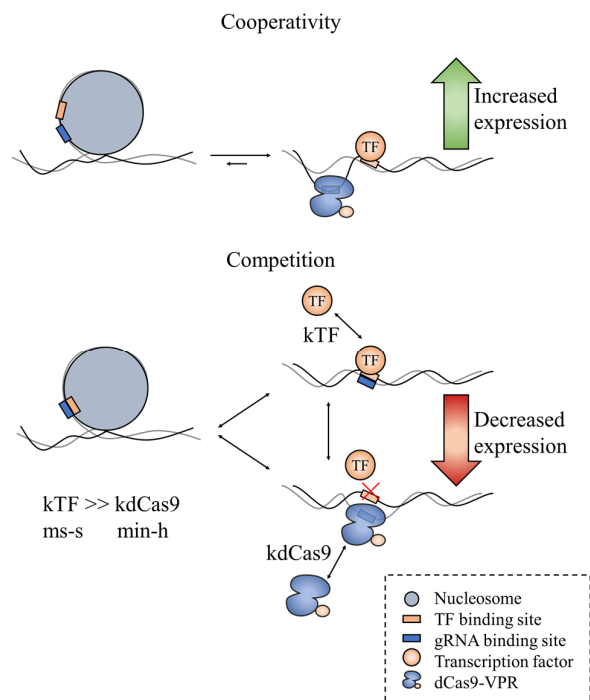 Cooperativity
Increased
expression
TF
Competition
TF
kTF
TF
Decreased
expression
TF
kTF >> kdCas9
ms-s min-h
kdCas9
Nucleosome
TF binding site
gRNA binding site
Transcription factor
dCas9-VPR